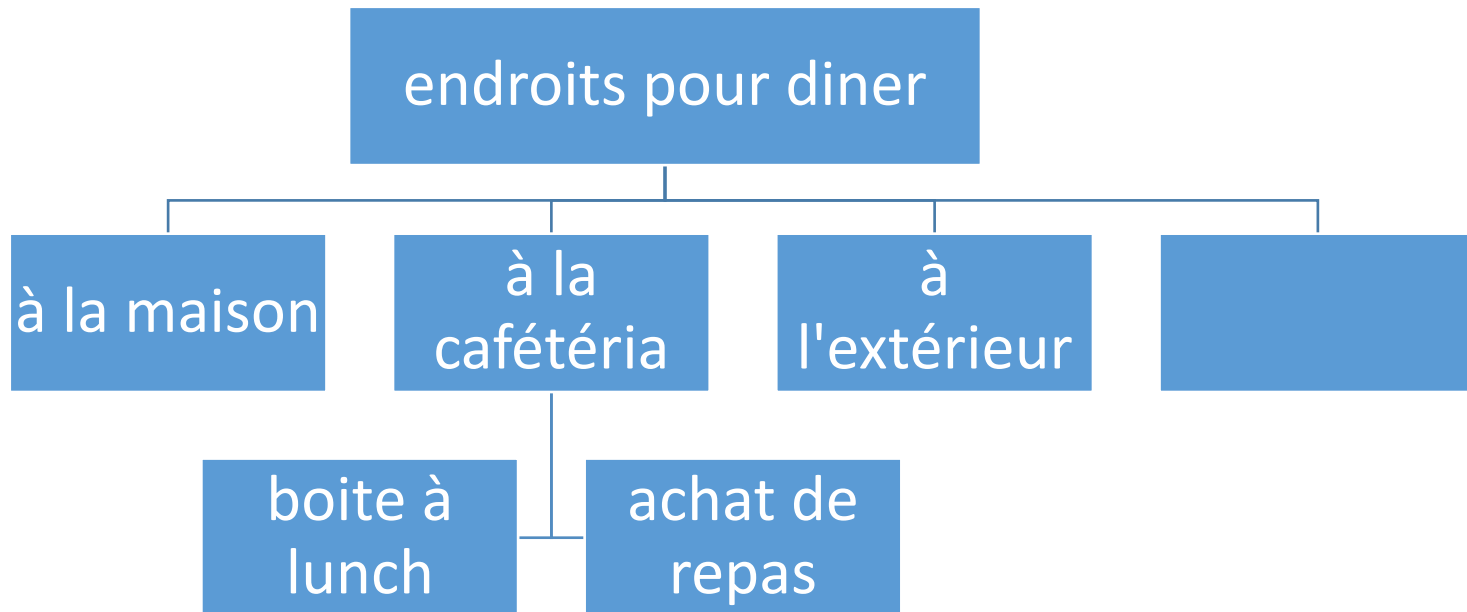 endroits pour diner
à la maison
à la
cafétéria
à
l'extérieur
boite à
lunch
achat de
repas